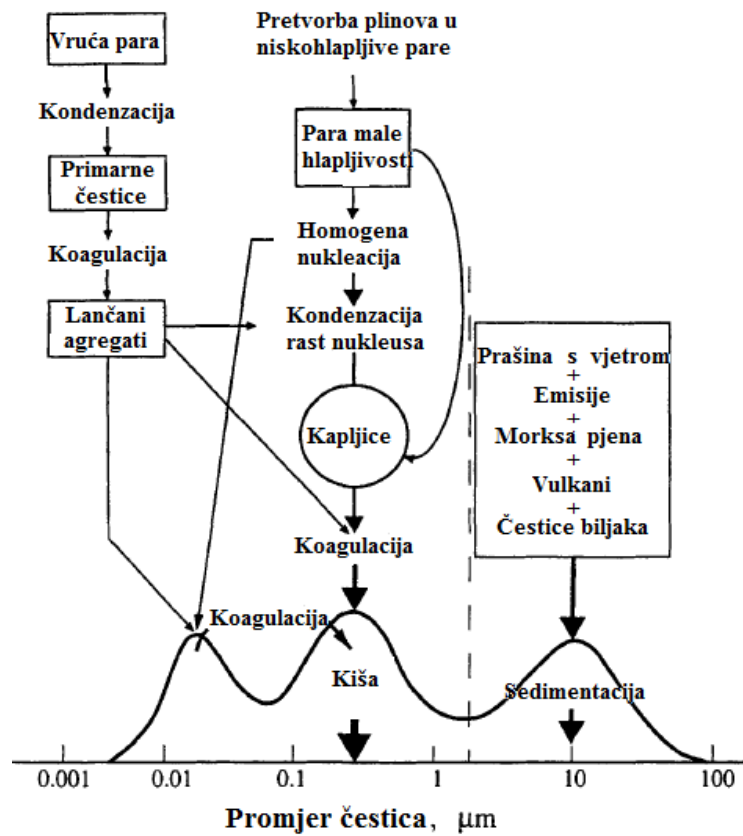 Vruća para
Kondenzacija
Primarne
čestice
Koagulacija
Lančani
agregati
Pretvorba plinova u
niskohlapljive pare
Para male
hlapljivosti
Homogena
nukleacija
Kondenzacija
rast nukleusa
Kapljice
Koagulacija
Prašina s vjetrom
+
Emisije
+
Morksa pjena
+
Vulkani
+
Čestice biljaka
Koagulacija
Kiša
Sedimentacija
0.001 0.01 0.1 1 10 100
Promjer čestica, μm